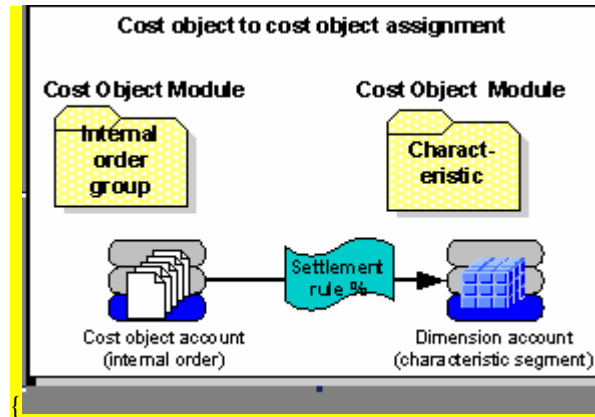 Cost object to cost object assignment
Cost Object Module
Cost Object Module
Internal
order
group
Charact-
eristic
Settlement
rule %
Cost object account
(internal order)
Dimension account
(characteristic segment)
{